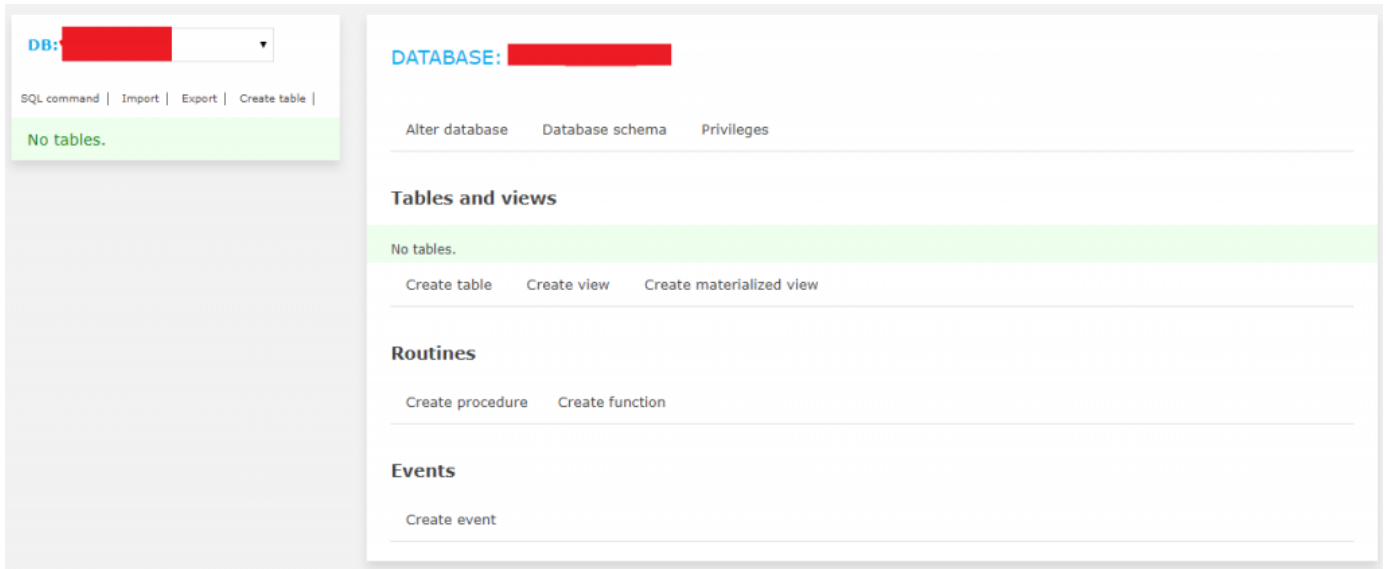 DB:
SQL command | Import | Export | Create table |
No tables.
DATABASE:
Alter database Database schema Privileges
Tables and views
No tables.
Create table Create view Create materialized view
Routines
Create procedure Create function
Events
Create event